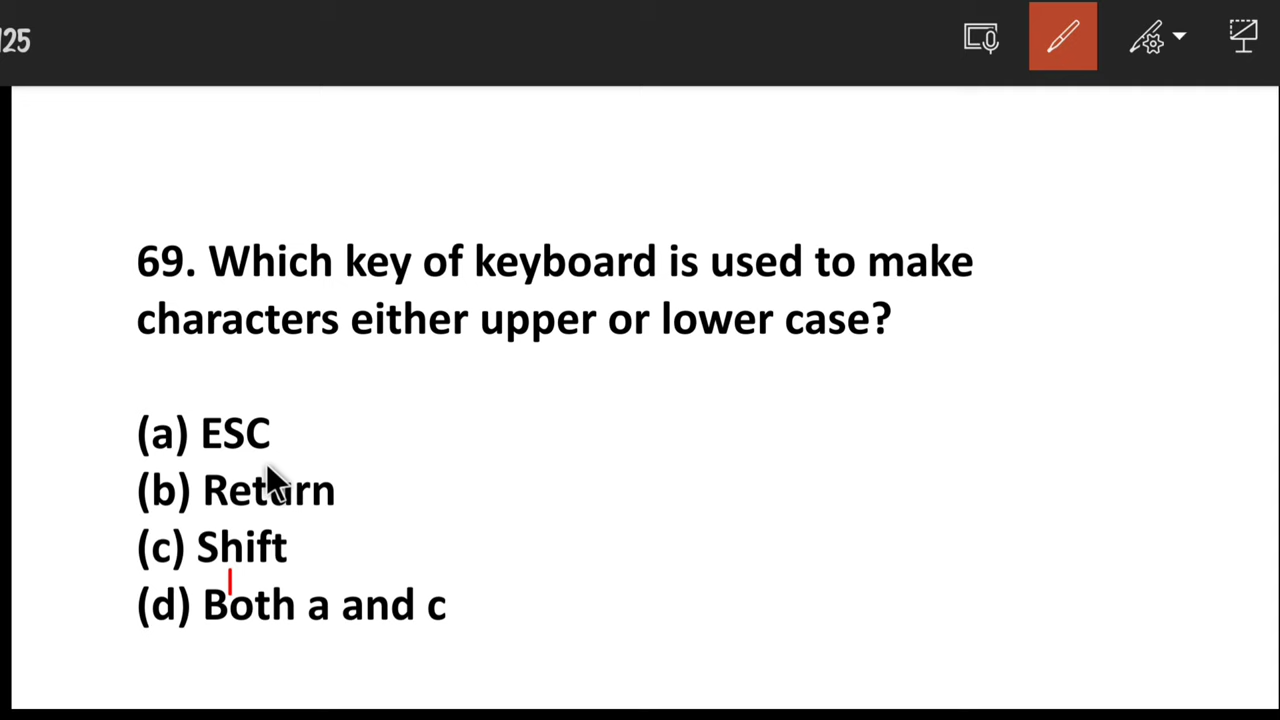 125
69. Which key of keyboard is used to make
characters either upper or lower case?
(a) ESC
(b) Return
(c) Shift
(d) Both a and c